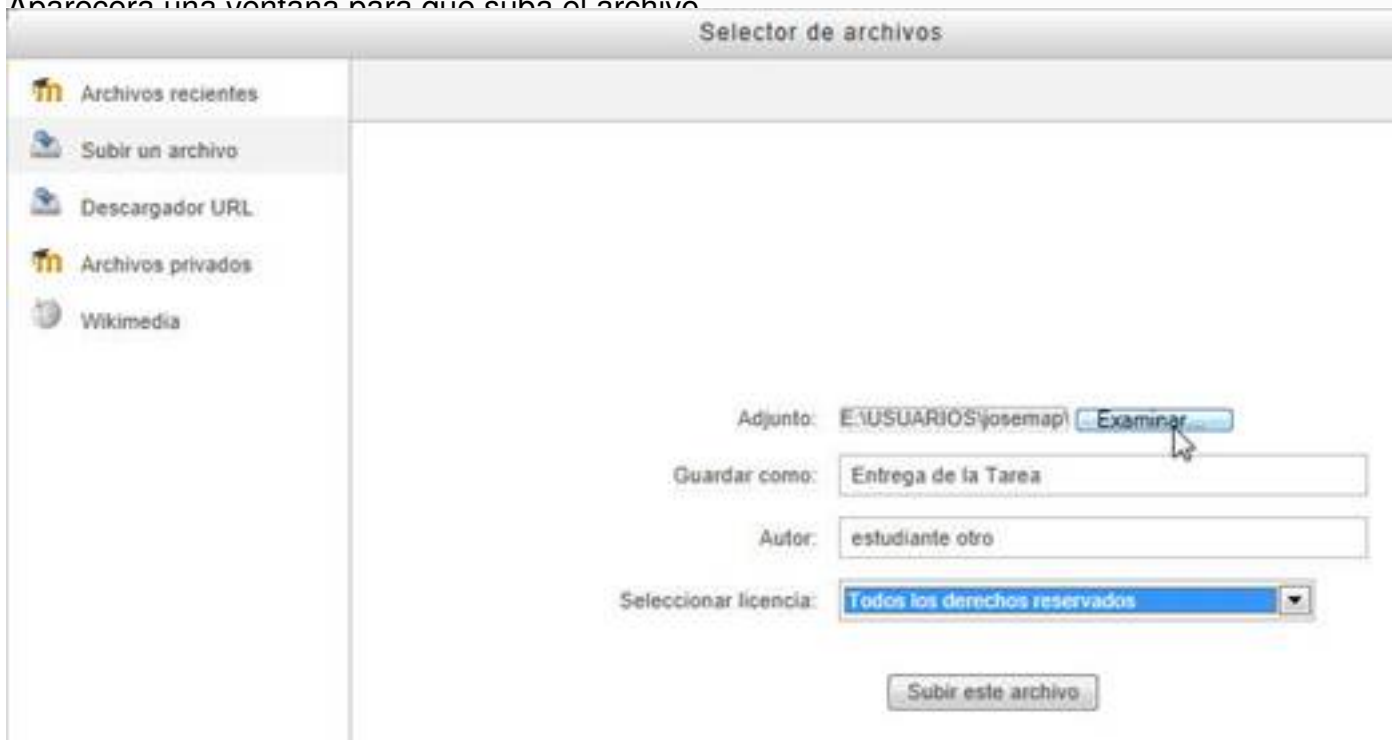 Aparecerá una ventana para que suba el archivo
Selector de archivos
Archivos recientes
Subir un archivo
Descargador URL
Archivos privados
Wikimedia
Adjunto: E:\USUARIOS\josemap\ Examinar...
Guardar como: Entrega de la Tarea
Autor: estudiante otro
Seleccionar licencia: Todos los derechos reservados
Subir este archivo